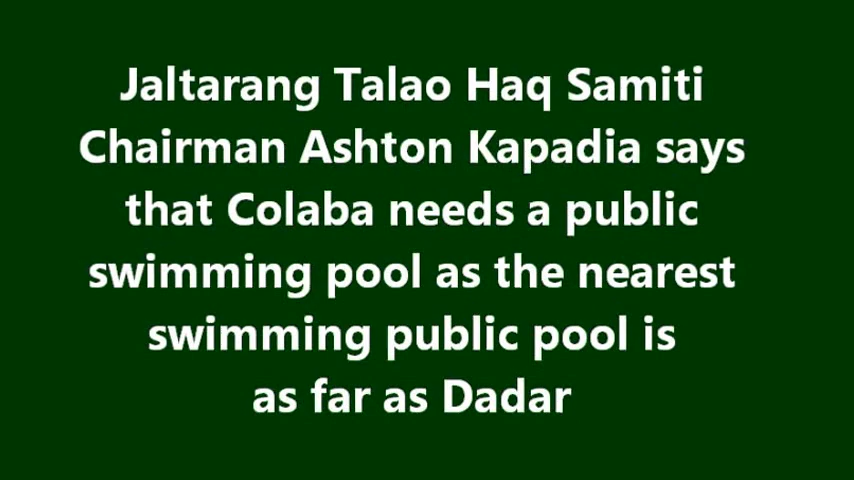 Jaltarang Talao Haq Samiti
Chairman Ashton Kapadia says
that Colaba needs a public
swimming pool as the nearest
swimming public pool is
as far as Dadar